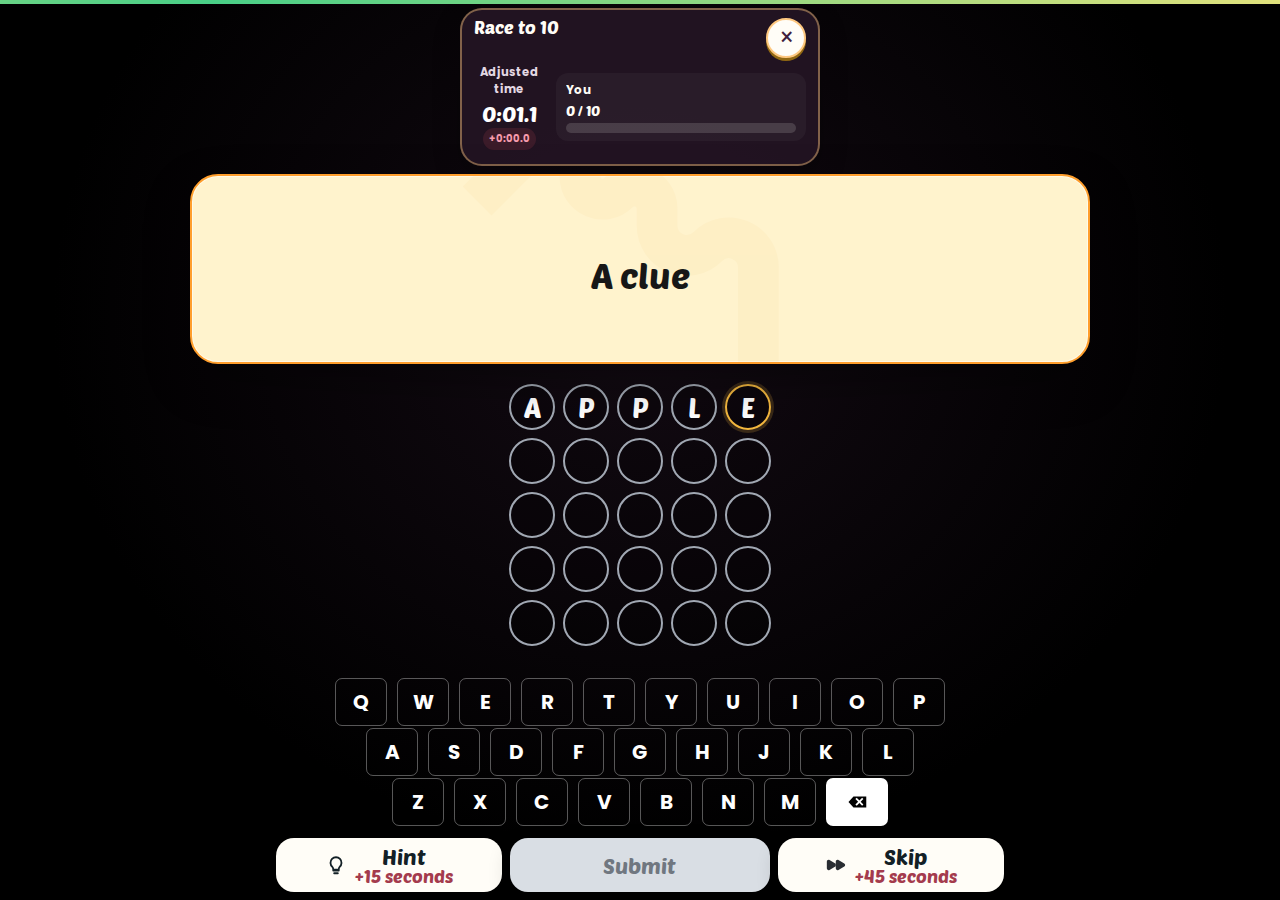 Race to 10
×
Adjusted
time
0:01.1
+0:00.0
You
0 / 10
A clue
A P P L E
Q W E R T Y U I O P
A S D F G H J K L
Z X C V B N M
Hint
+15 seconds
Submit
Skip
+45 seconds